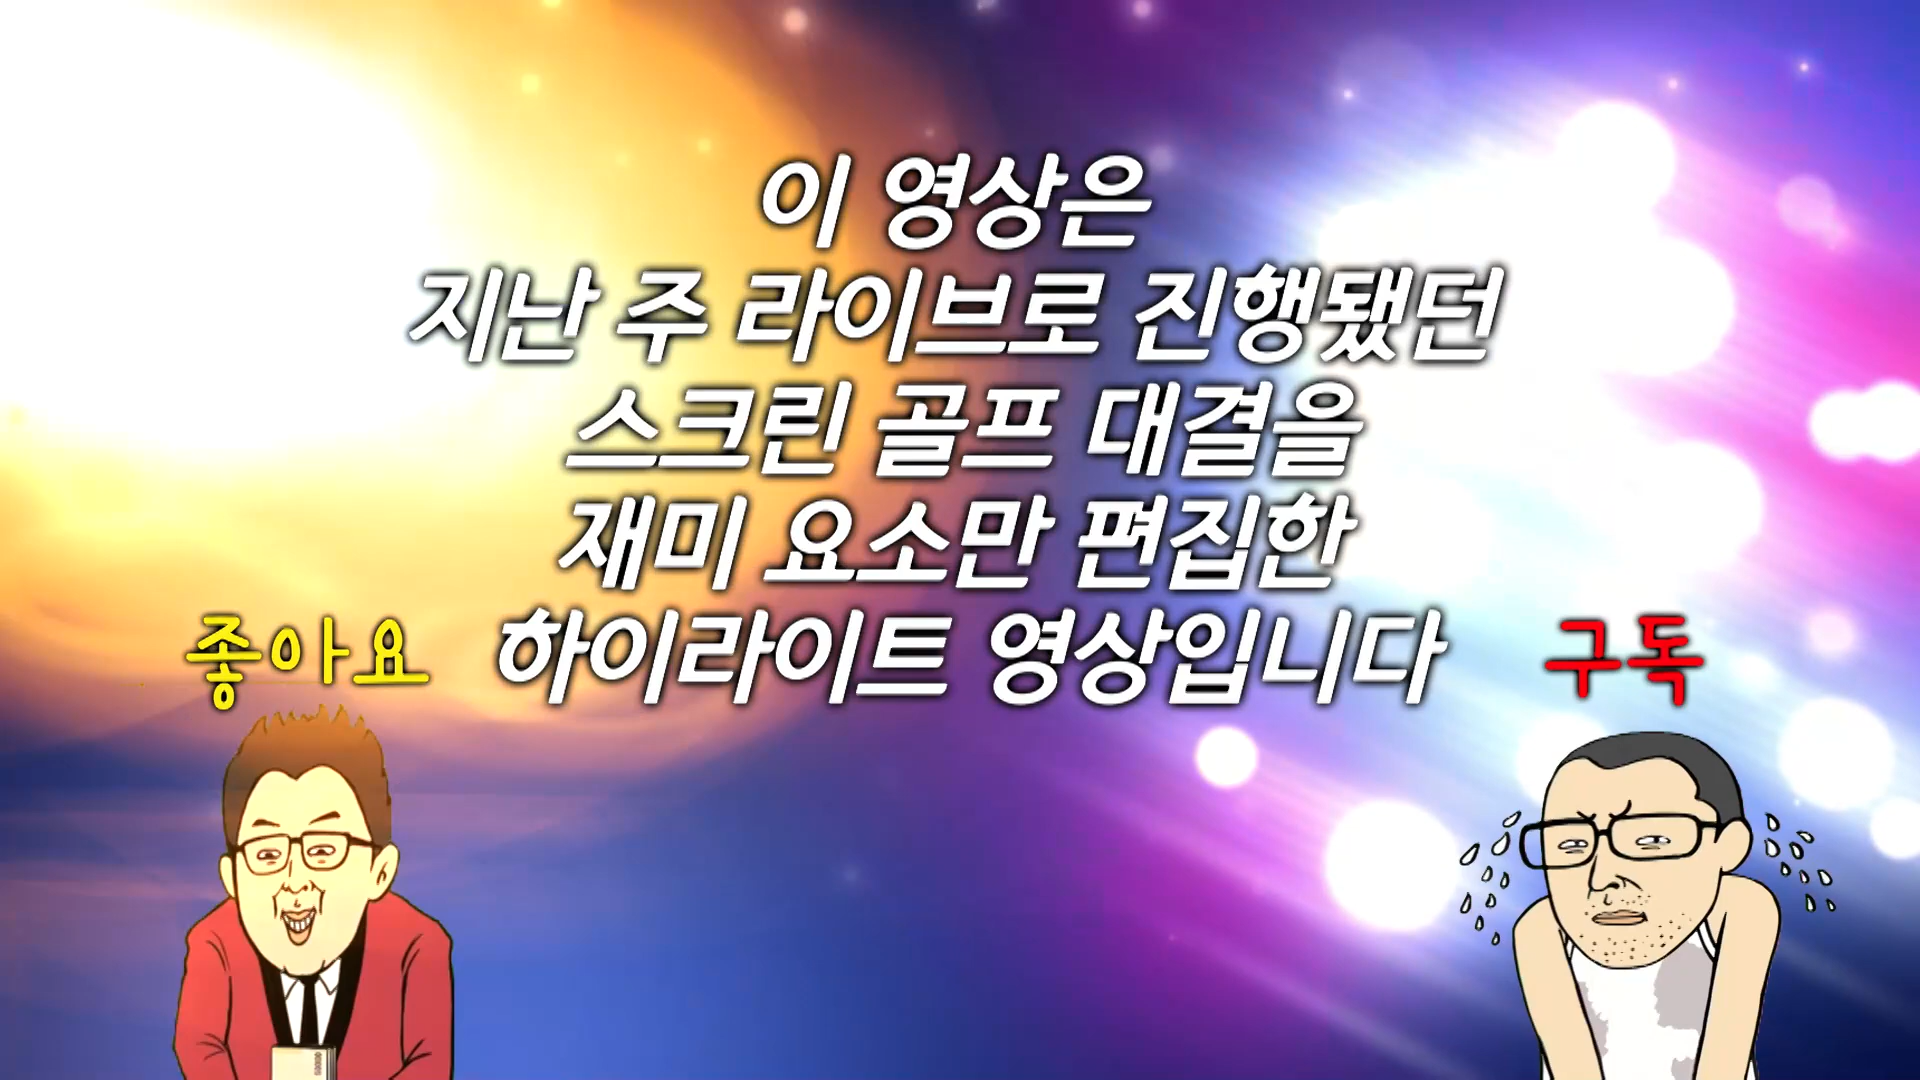 이 영상은
지난 주 라이브로 진행됐던
스크린 골프 대결을
재미 요소만 편집한
하이라이트 영상입니다
좋아요
구독